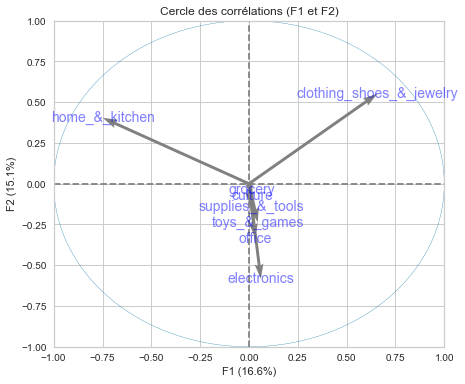 Cercle des corrélations (F1 et F2)
1.00
0.75
0.50
0.25
0.00
−0.25
−0.50
−0.75
−1.00
F2 (15.1%)
clothing_shoes_&_jewelry
home_&_kitchen
grocery
culture
supplies_&_tools
toys_&_games
office
electronics
−1.00 −0.75 −0.50 −0.25 0.00 0.25 0.50 0.75 1.00
F1 (16.6%)